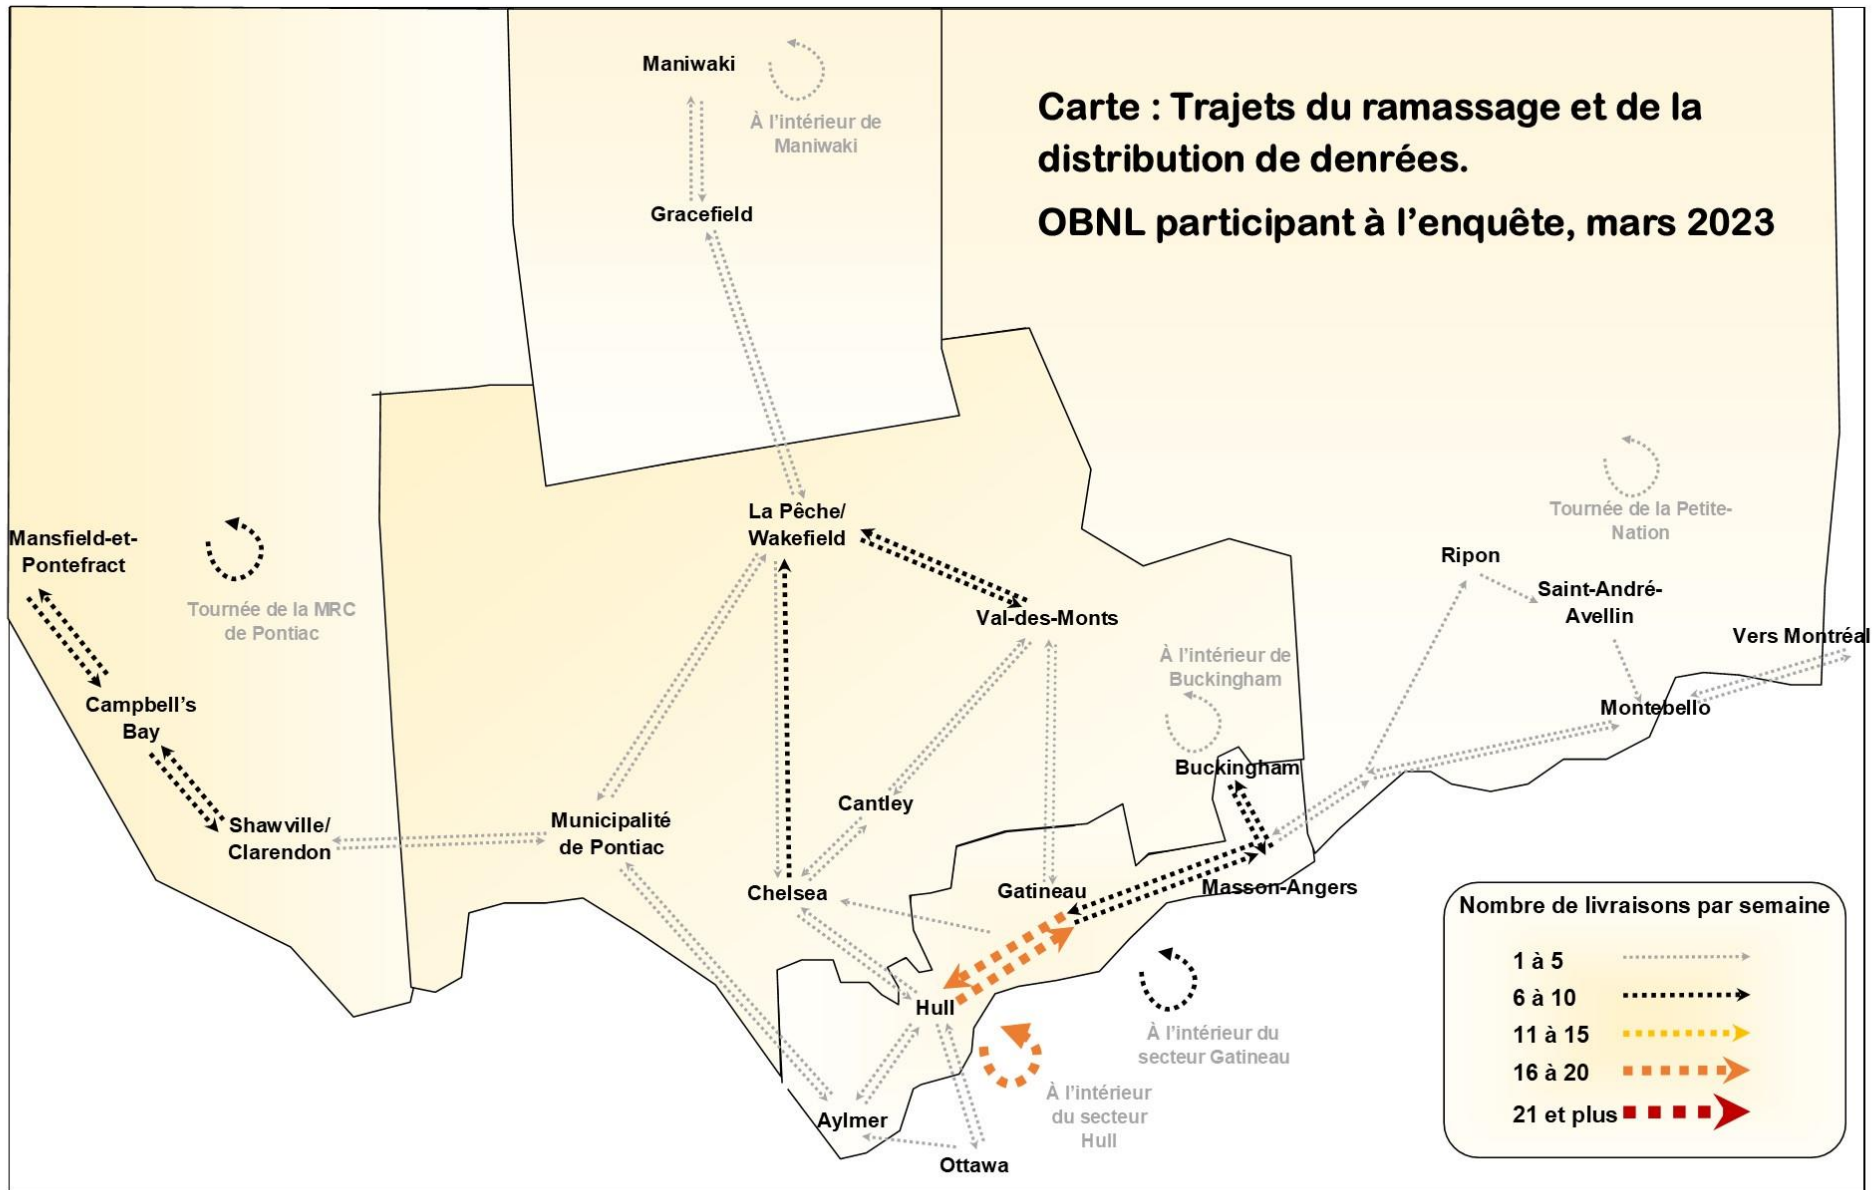 Maniwaki
À l'intérieur de
Maniwaki
Carte : Trajets du ramassage et de la
distribution de denrées.
OBNL participant à l'enquête, mars 2023
Gracefield
La Pêche/
Wakefield
Mansfield-et-
Pontefract
Tournée de la MRC
de Pontiac
Tournée de la Petite-
Nation
Ripon
Saint-André-
Avellin
Vers Montréal
Val-des-Monts
À l'intérieur de
Buckingham
Campbell's
Bay
Montebello
Buckingham
Shawville/
Clarendon
Municipalité
de Pontiac
Cantley
Chelsea
Gatineau
Masson-Angers
Hull
À l'intérieur du
secteur Gatineau
À l'intérieur
du secteur
Hull
Aylmer
Ottawa
Nombre de livraisons par semaine
1 à 5
6 à 10
11 à 15
16 à 20
21 et plus